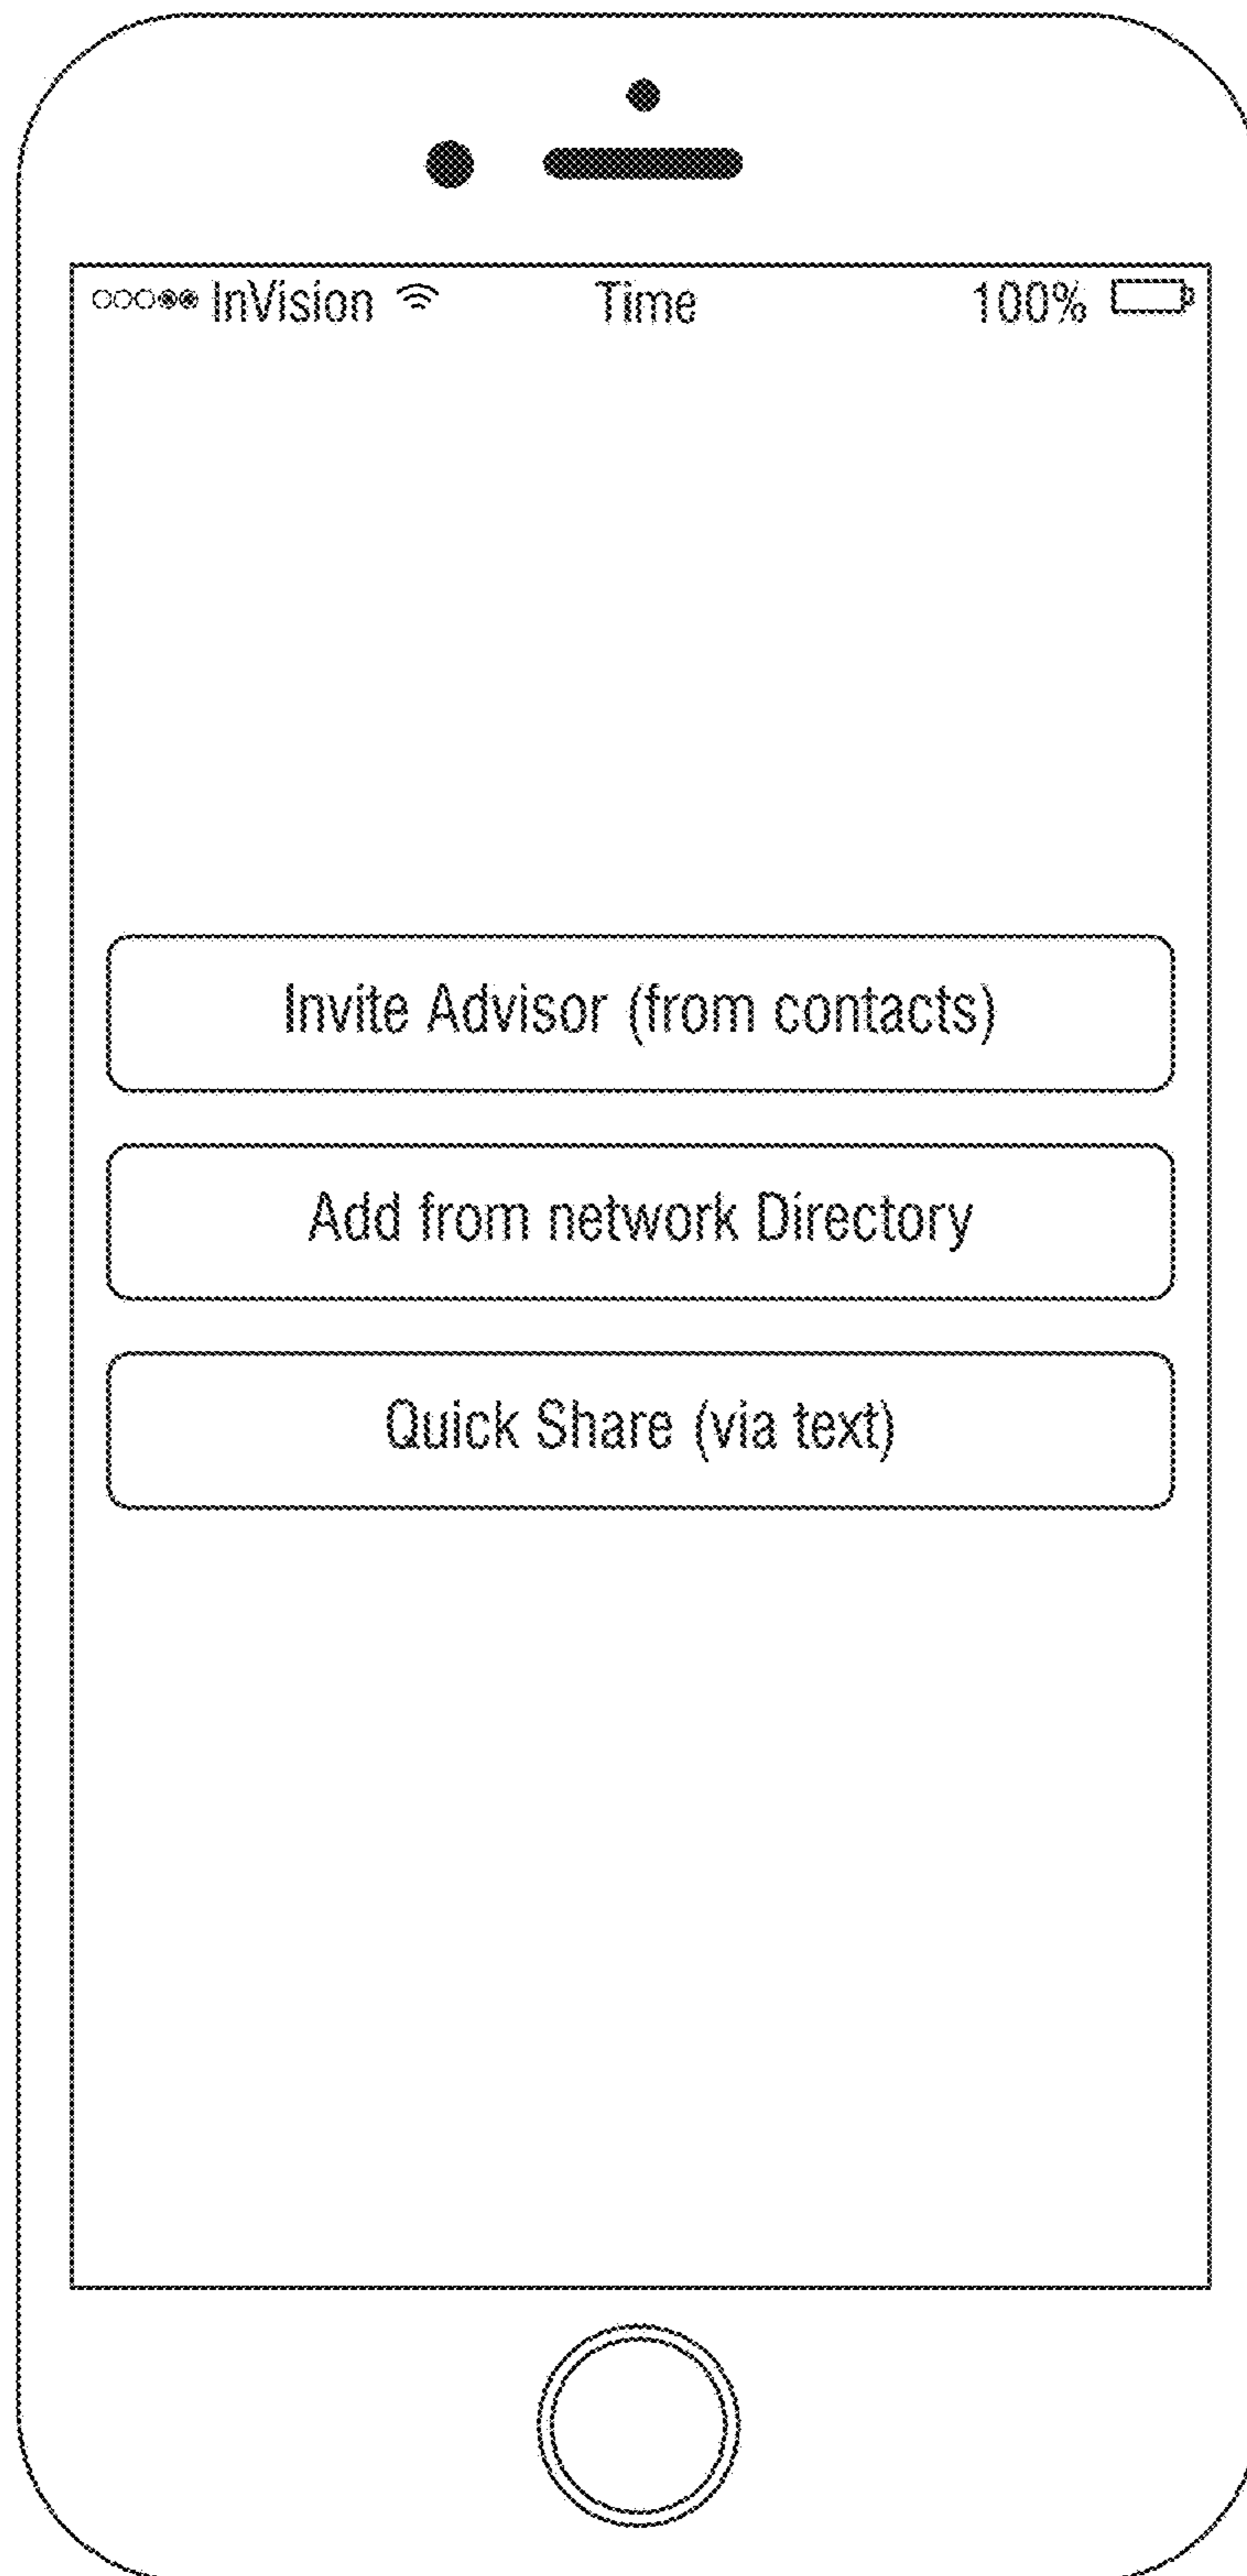 InVision Time 100%
Invite Advisor (from contacts)
Add from network Directory
Quick Share (via text)